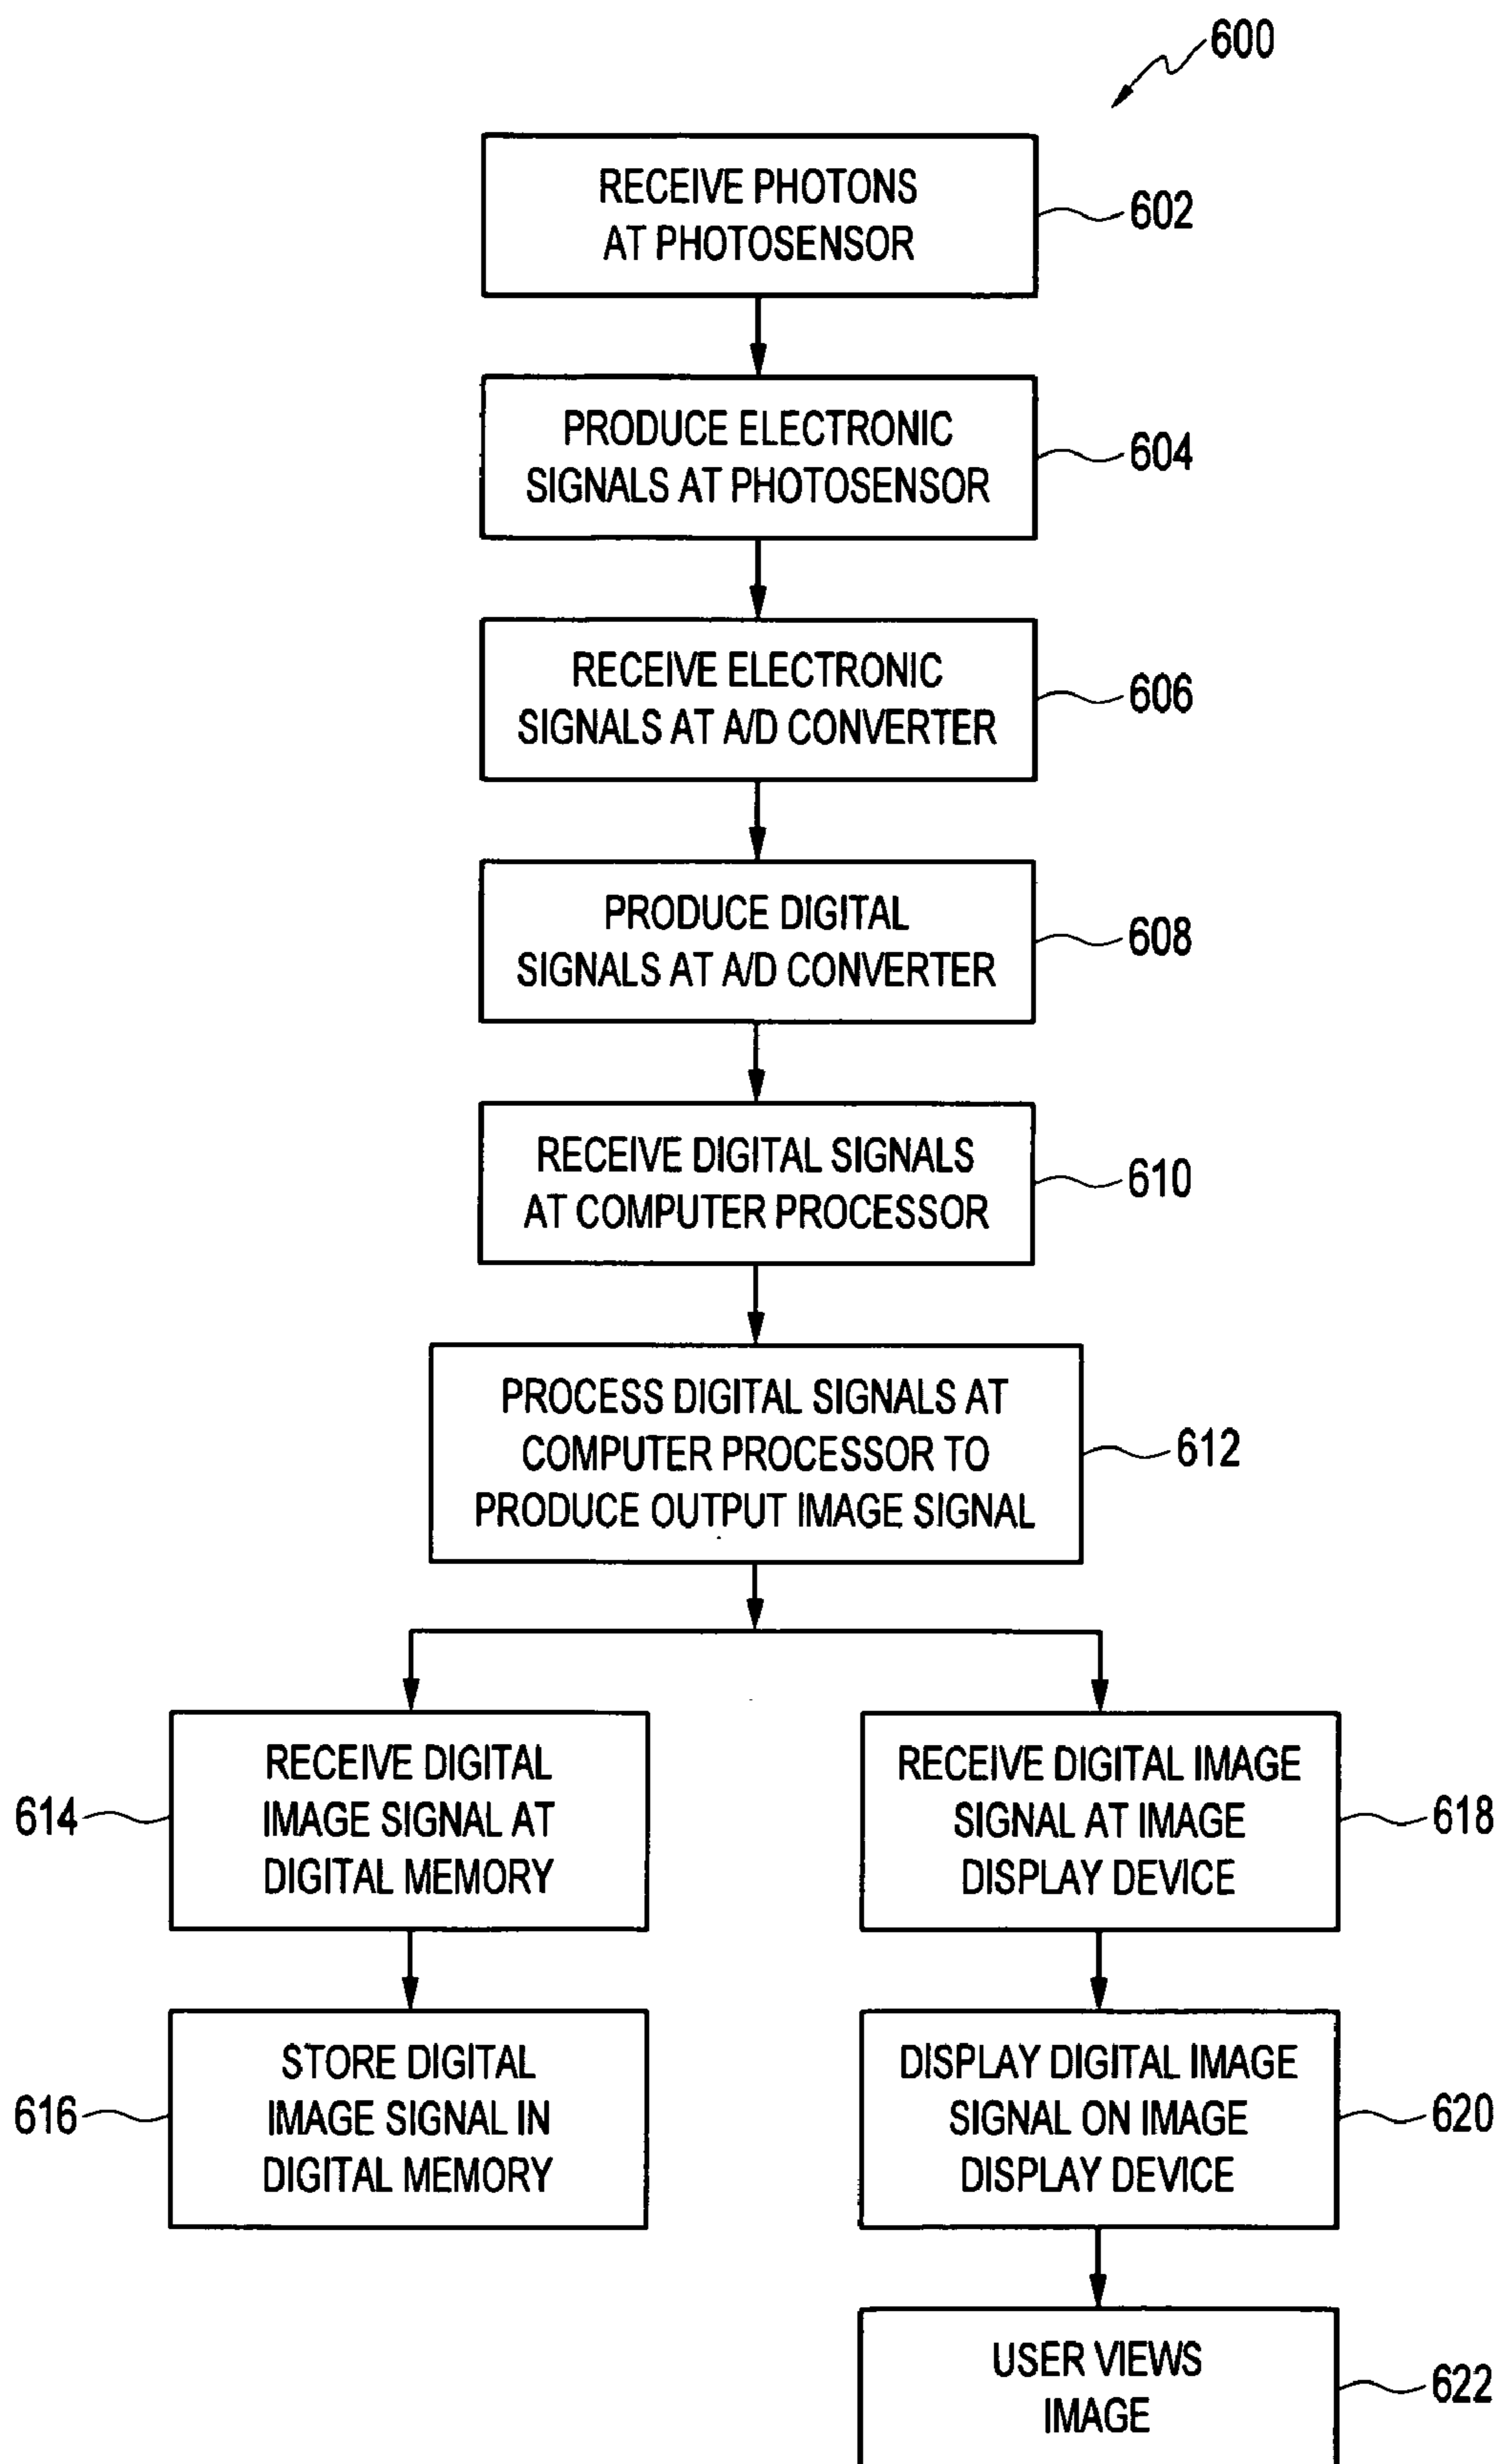 600
RECEIVE PHOTONS
AT PHOTOSENSOR
602
PRODUCE ELECTRONIC
SIGNALS AT PHOTOSENSOR
604
RECEIVE ELECTRONIC
SIGNALS AT A/D CONVERTER
606
PRODUCE DIGITAL
SIGNALS AT A/D CONVERTER
608
RECEIVE DIGITAL SIGNALS
AT COMPUTER PROCESSOR
610
PROCESS DIGITAL SIGNALS AT
COMPUTER PROCESSOR TO
PRODUCE OUTPUT IMAGE SIGNAL
612
614
RECEIVE DIGITAL
IMAGE SIGNAL AT
DIGITAL MEMORY
RECEIVE DIGITAL IMAGE
SIGNAL AT IMAGE
DISPLAY DEVICE
618
616
STORE DIGITAL
IMAGE SIGNAL IN
DIGITAL MEMORY
DISPLAY DIGITAL IMAGE
SIGNAL ON IMAGE
DISPLAY DEVICE
620
USER VIEWS
IMAGE
622